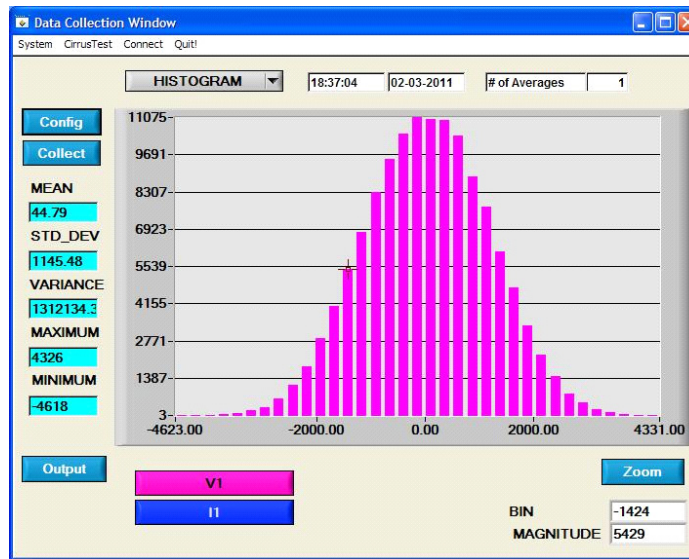 Data Collection Window
System CirrusTest Connect Quit!
HISTOGRAM 18:37:04 02-03-2011 # of Averages 1
Config
Collect
MEAN
44.79
STD_DEV
1145.48
VARIANCE
1312134.3
MAXIMUM
4326
MINIMUM
-4618
11075
9691
8307
6923
5539
4155
2771
1387
3
-4623.00 -2000.00 0.00 2000.00 4331.00
Output
V1
I1
Zoom
BIN -1424
MAGNITUDE 5429